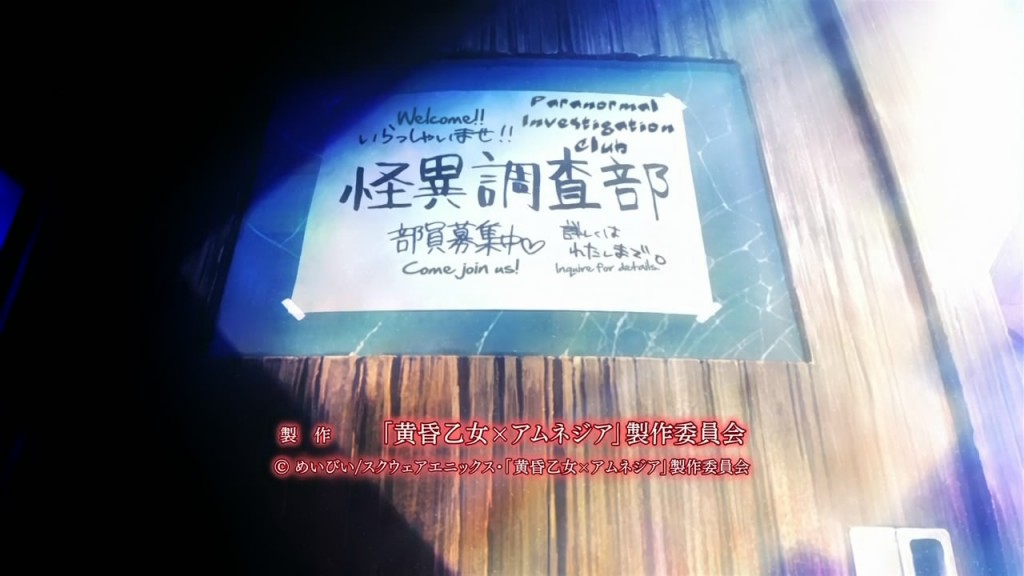 Welcome!!
いらっしゃいませ!!
Paranormal
Investigation
Club
怪異調査部
部員募集中♡
Come join us!
詳しくは
わたしまで!!
Inquire for details.
製作 「黄昏乙女×アムネジア」製作委員会
© めいびい/スクウェアエニックス・「黄昏乙女×アムネジア」製作委員会